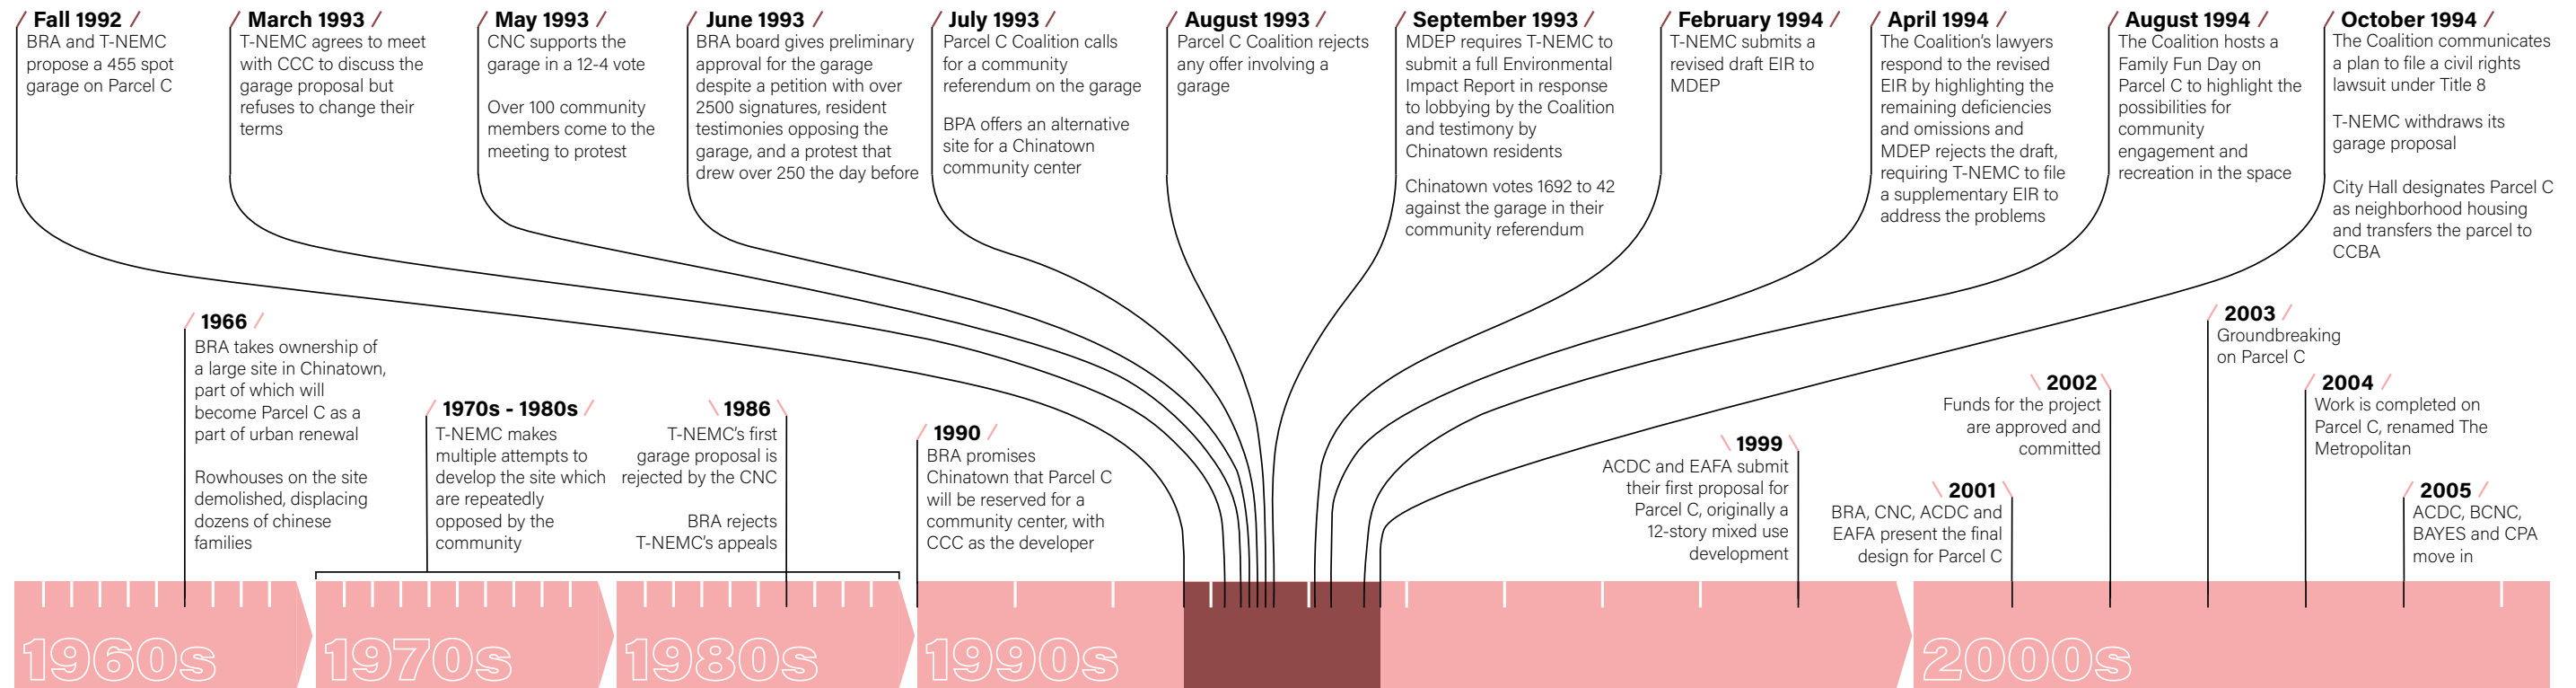 Fall 1992
BRA and T-NEMC
propose a 455 spot
garage on Parcel C
March 1993
T-NEMC agrees to meet
with CCC to discuss the
garage proposal but
refuses to change their
terms
May 1993
CNC supports the
garage in a 12-4 vote
Over 100 community
members come to the
meeting to protest
June 1993
BRA board gives preliminary
approval for the garage
despite a petition with over
2500 signatures, resident
testimonies opposing the
garage, and a protest that
drew over 250 the day before
July 1993
Parcel C Coalition calls
for a community
referendum on the garage
BPA offers an alternative
site for a Chinatown
community center
August 1993
Parcel C Coalition rejects
any offer involving a
garage
September 1993
MDEP requires T-NEMC to
submit a full Environmental
Impact Report in response
to lobbying by the Coalition
and testimony by
Chinatown residents
Chinatown votes 1692 to 42
against the garage in their
community referendum
February 1994
T-NEMC submits a
revised draft EIR to
MDEP
April 1994
The Coalition's lawyers
respond to the revised
EIR by highlighting the
remaining deficiencies
and omissions and
MDEP rejects the draft,
requiring T-NEMC to file
a supplementary EIR to
address the problems
August 1994
The Coalition hosts a
Family Fun Day on
Parcel C to highlight the
possibilities for
community
engagement and
recreation in the space
October 1994
The Coalition communicates
a plan to file a civil rights
lawsuit under Title 8
T-NEMC withdraws its
garage proposal
City Hall designates Parcel C
as neighborhood housing
and transfers the parcel to
CCBA
1966
BRA takes ownership of
a large site in Chinatown,
part of which will
become Parcel C as a
part of urban renewal
Rowhouses on the site
demolished, displacing
dozens of chinese
families
1970s - 1980s
T-NEMC makes
multiple attempts to
develop the site which
are repeatedly
opposed by the
community
1986
T-NEMC's first
garage proposal is
rejected by the CNC
BRA rejects
T-NEMC's appeals
1990
BRA promises
Chinatown that Parcel C
will be reserved for a
community center, with
CCC as the developer
1999
ACDC and EAFA submit
their first proposal for
Parcel C, originally a
12-story mixed use
development
2001
BRA, CNC, ACDC and
EAFA present the final
design for Parcel C
2002
Funds for the project
are approved and
committed
2003
Groundbreaking
on Parcel C
2004
Work is completed on
Parcel C, renamed The
Metropolitan
2005
ACDC, BCNC,
BAYES and CPA
move in
1960s
1970s
1980s
1990s
2000s